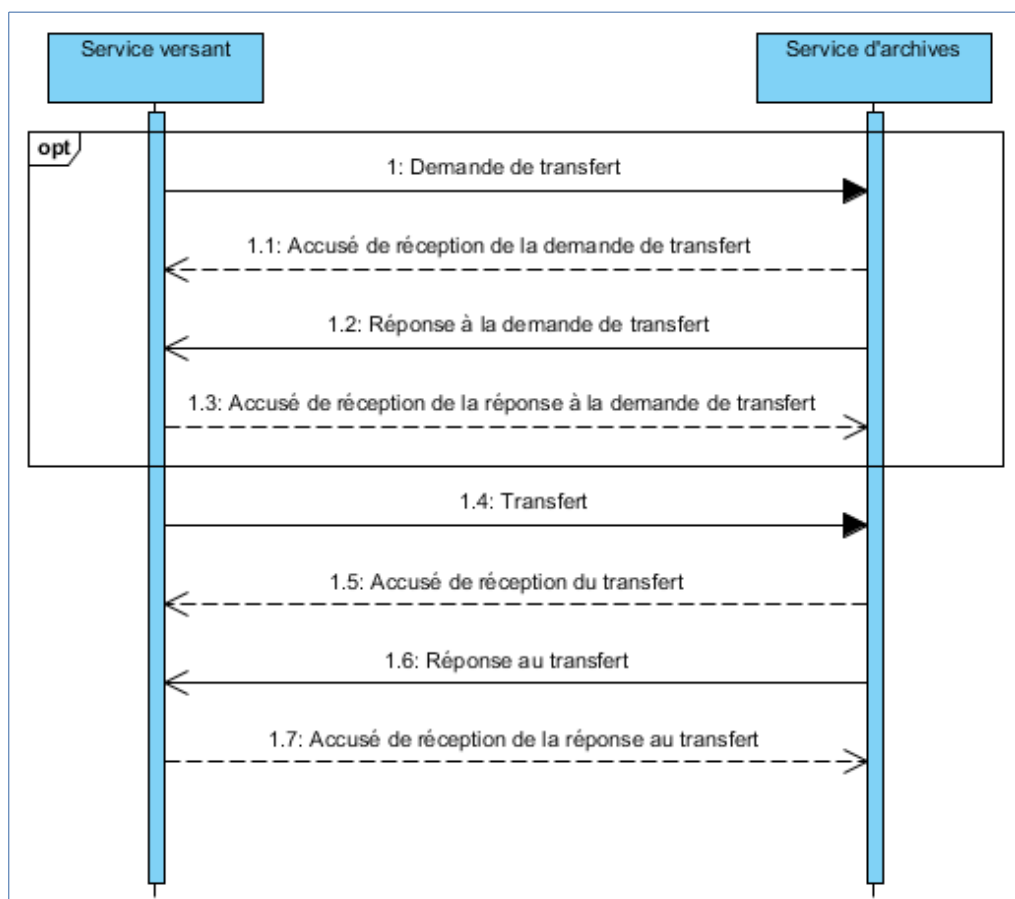 Service versant
Service d'archives
opt
1: Demande de transfert
1.1: Accusé de réception de la demande de transfert
1.2: Réponse à la demande de transfert
1.3: Accusé de réception de la réponse à la demande de transfert
1.4: Transfert
1.5: Accusé de réception du transfert
1.6: Réponse au transfert
1.7: Accusé de réception de la réponse au transfert